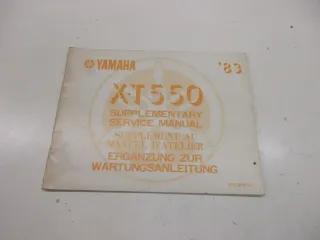 YAMAHA
'83
XT550
SUPPLEMENTARY
SERVICE MANUAL
SUPPLEMENT AU
MANUEL D'ATELIER
ERGÄNZUNG ZUR
WARTUNGSANLEITUNG